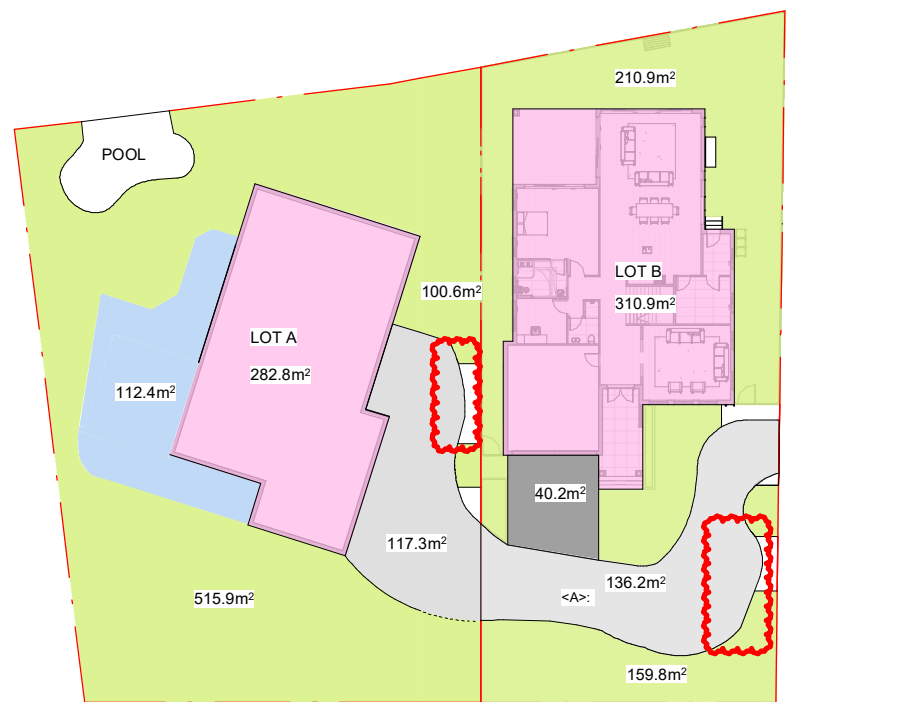 210.9m²
POOL
LOT B
100.6m²
310.9m²
LOT A
282.8m²
112.4m²
40.2m²
117.3m²
136.2m²
<A>:
515.9m²
159.8m²